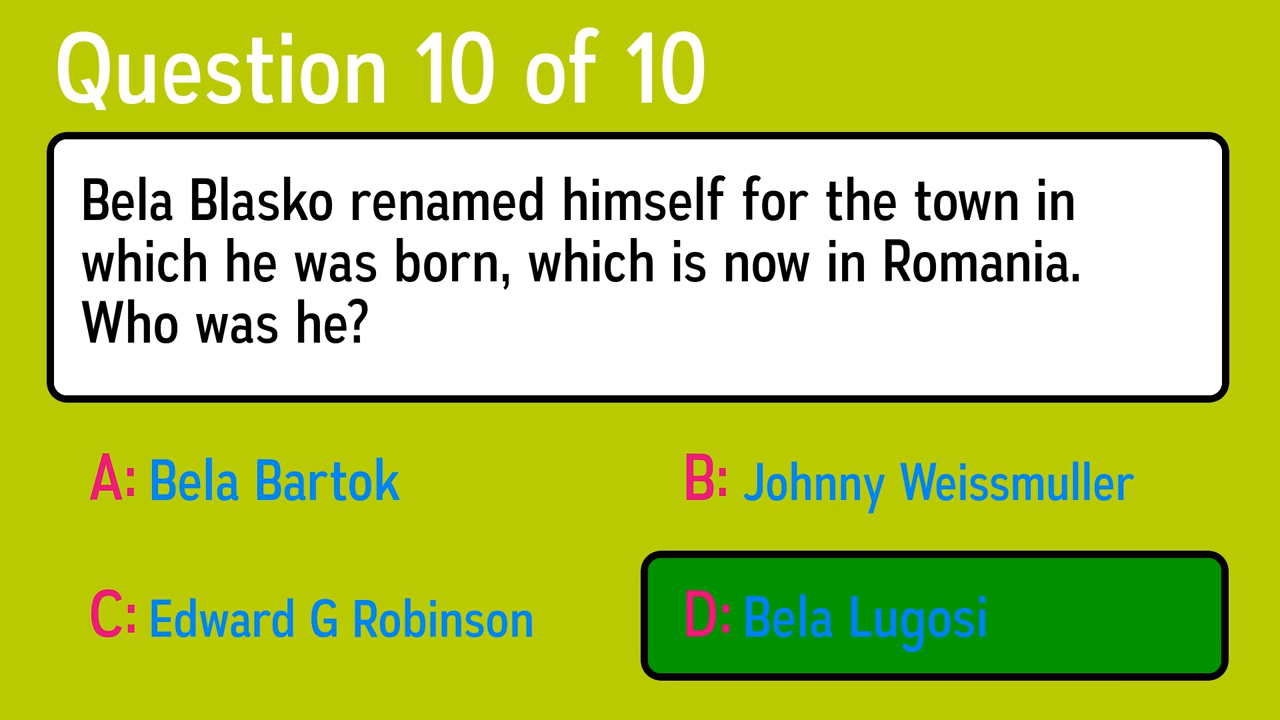 Question 10 of 10
Bela Blasko renamed himself for the town in
which he was born, which is now in Romania.
Who was he?
A: Bela Bartok
B: Johnny Weissmuller
C: Edward G Robinson
D: Bela Lugosi